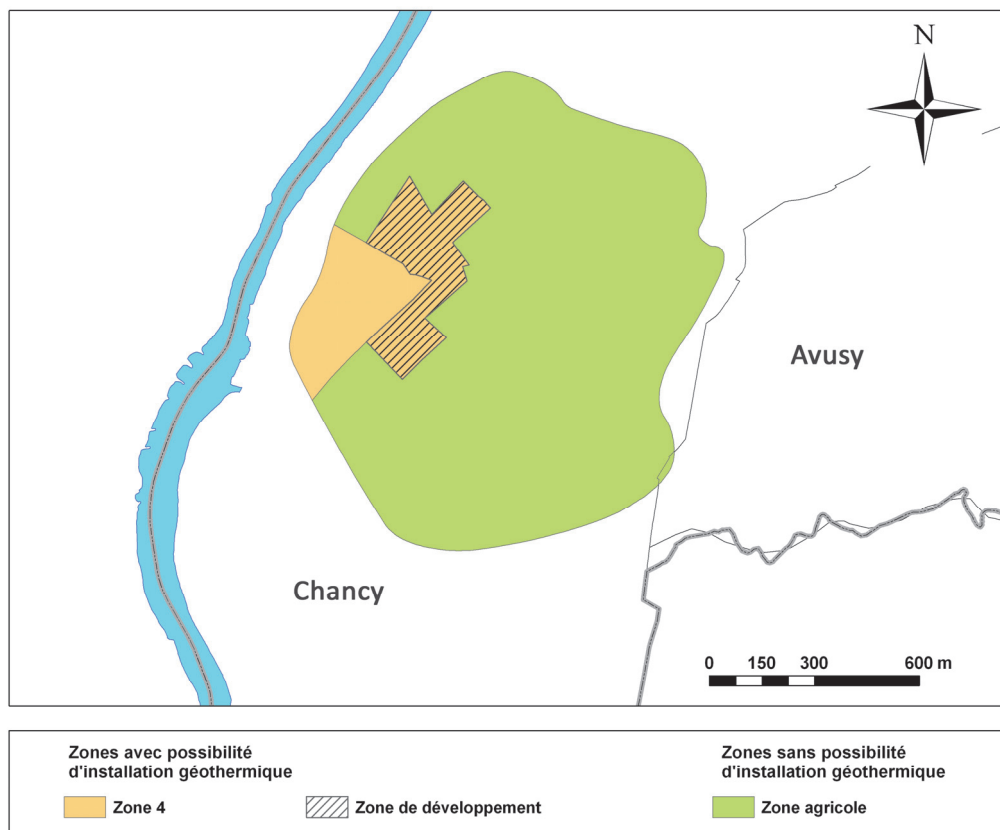 N
Avusy
Chancy
0 150 300 600 m
Zones avec possibilité
d'installation géothermique
Zone 4
Zone de développement
Zones sans possibilité
d'installation géothermique
Zone agricole